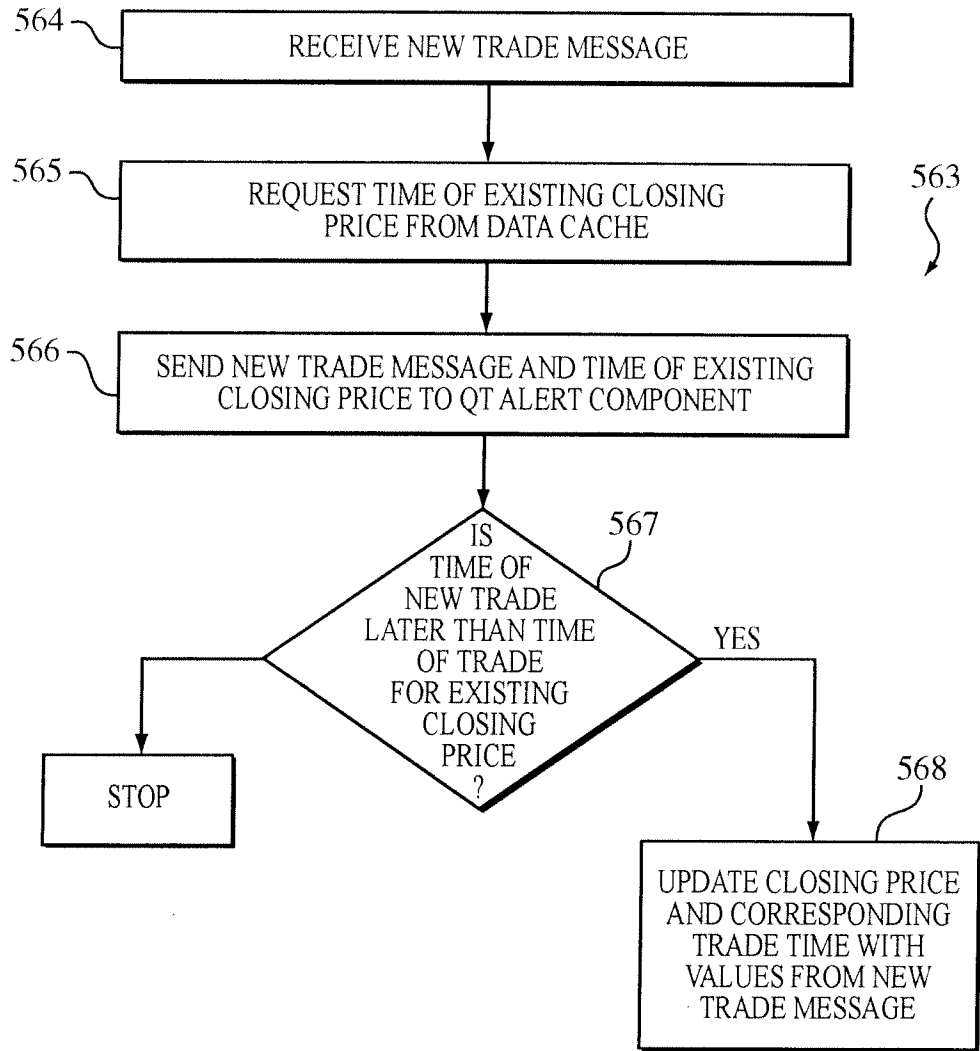 564
RECEIVE NEW TRADE MESSAGE
565
REQUEST TIME OF EXISTING CLOSING
PRICE FROM DATA CACHE
563
566
SEND NEW TRADE MESSAGE AND TIME OF EXISTING
CLOSING PRICE TO QT ALERT COMPONENT
567
IS
TIME OF
NEW TRADE
LATER THAN TIME
OF TRADE
FOR EXISTING
CLOSING
PRICE
?
YES
STOP
568
UPDATE CLOSING PRICE
AND CORRESPONDING
TRADE TIME WITH
VALUES FROM NEW
TRADE MESSAGE